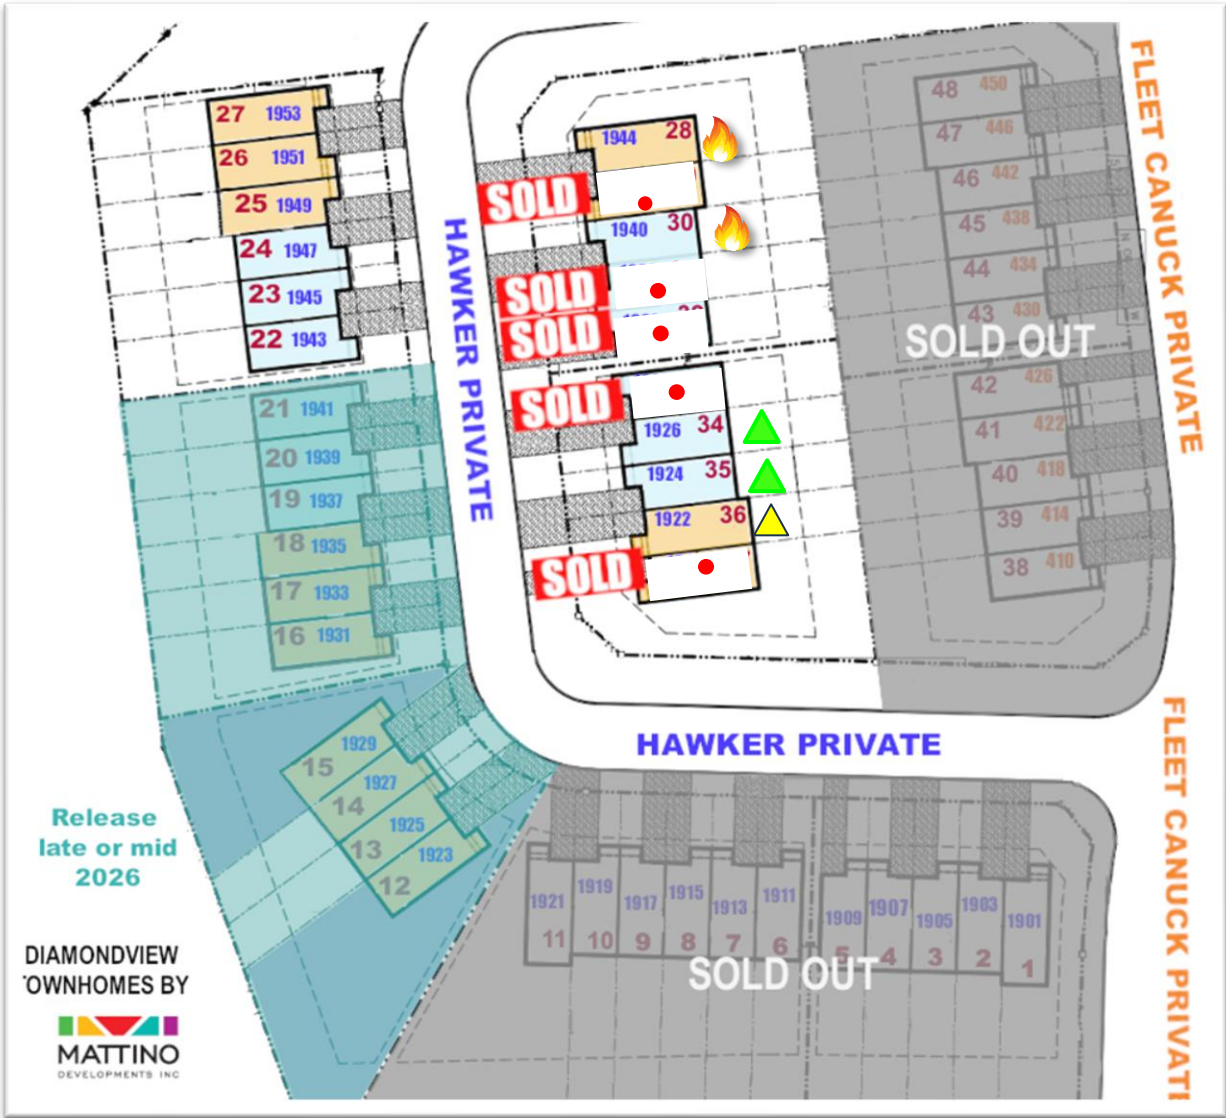 27 1953
26 1951
25 1949
24 1947
23 1945
22 1943
21 1941
20 1939
19 1937
18 1935
17 1933
16 1931
1929
15
1927
14
1925
13
1923
12
HAWKER PRIVATE
1944 28
SOLD
1940 30
SOLD
SOLD
SOLD
1926 34
1924 35
1922 36
SOLD
48 450
47 446
46 442
45 438
44 434
43 430
SOLD OUT
42 426
41 422
40 418
39 414
38 410
FLEET CANUCK PRIVATE
HAWKER PRIVATE
1921 1919 1917 1915 1913 1911 1909 1907 1905 1903 1901
11 10 9 8 7 6 5 4 3 2 1
SOLD OUT
FLEET CANUCK PRIVATE
Release
late or mid
2026
DIAMONDVIEW
OWNHOMES BY
MATTINO
DEVELOPMENTS INC